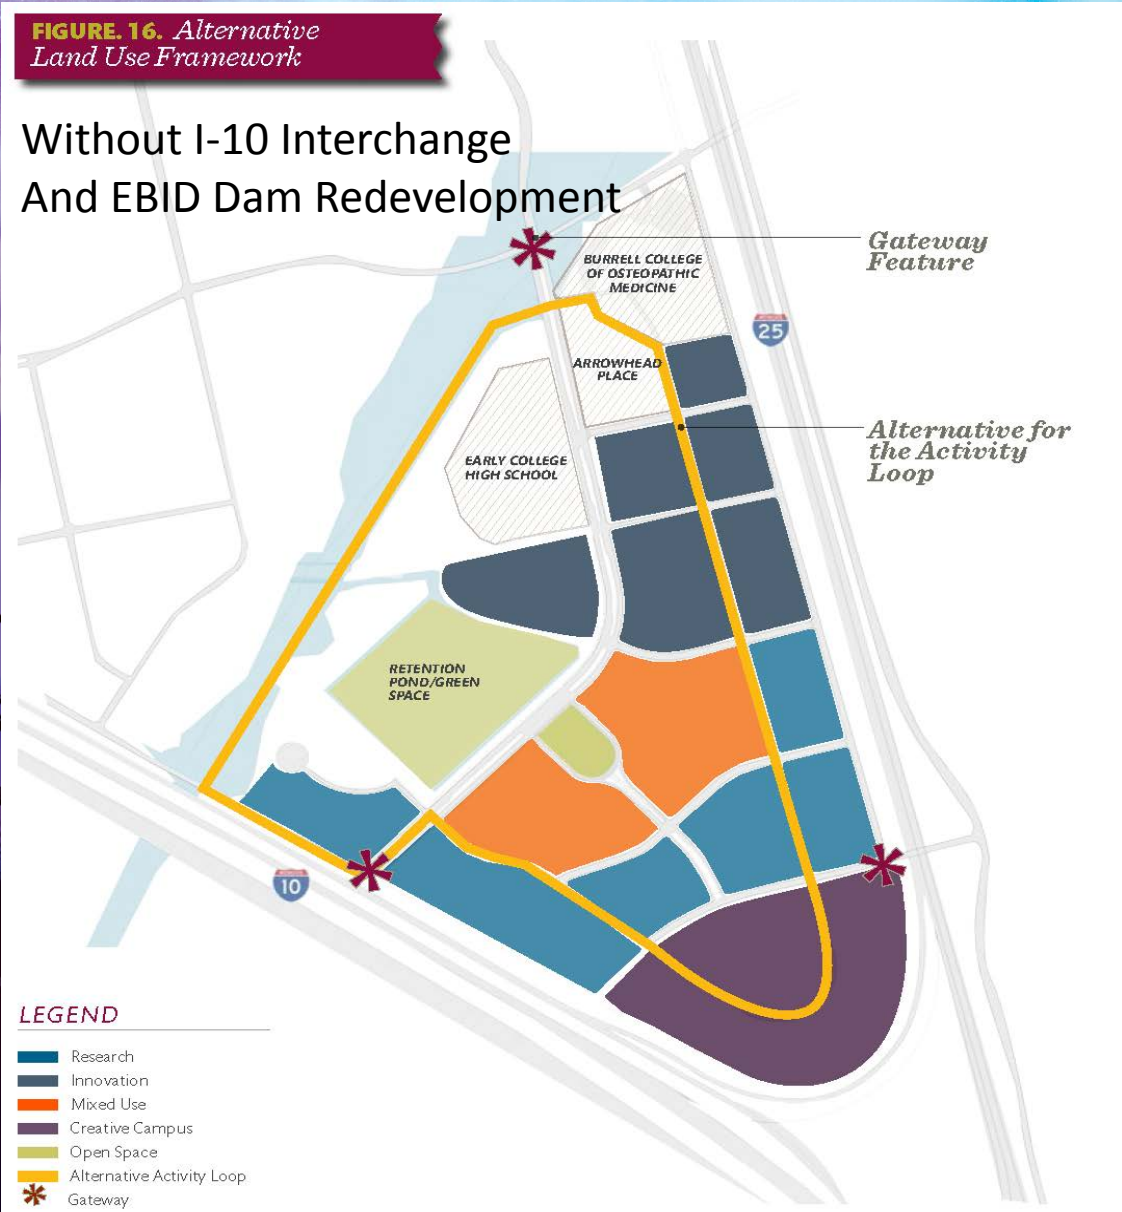 FIGURE. 16. Alternative
Land Use Framework
Without I-10 Interchange
And EBID Dam Redevelopment
Gateway
Feature
BURRELL COLLEGE
OF OSTEOPATHIC
MEDICINE
25
ARROWHEAD
PLACE
Alternative for
the Activity
Loop
EARLY COLLEGE
HIGH SCHOOL
RETENTION
POND/GREEN
SPACE
10
LEGEND
Research
Innovation
Mixed Use
Creative Campus
Open Space
Alternative Activity Loop
Gateway